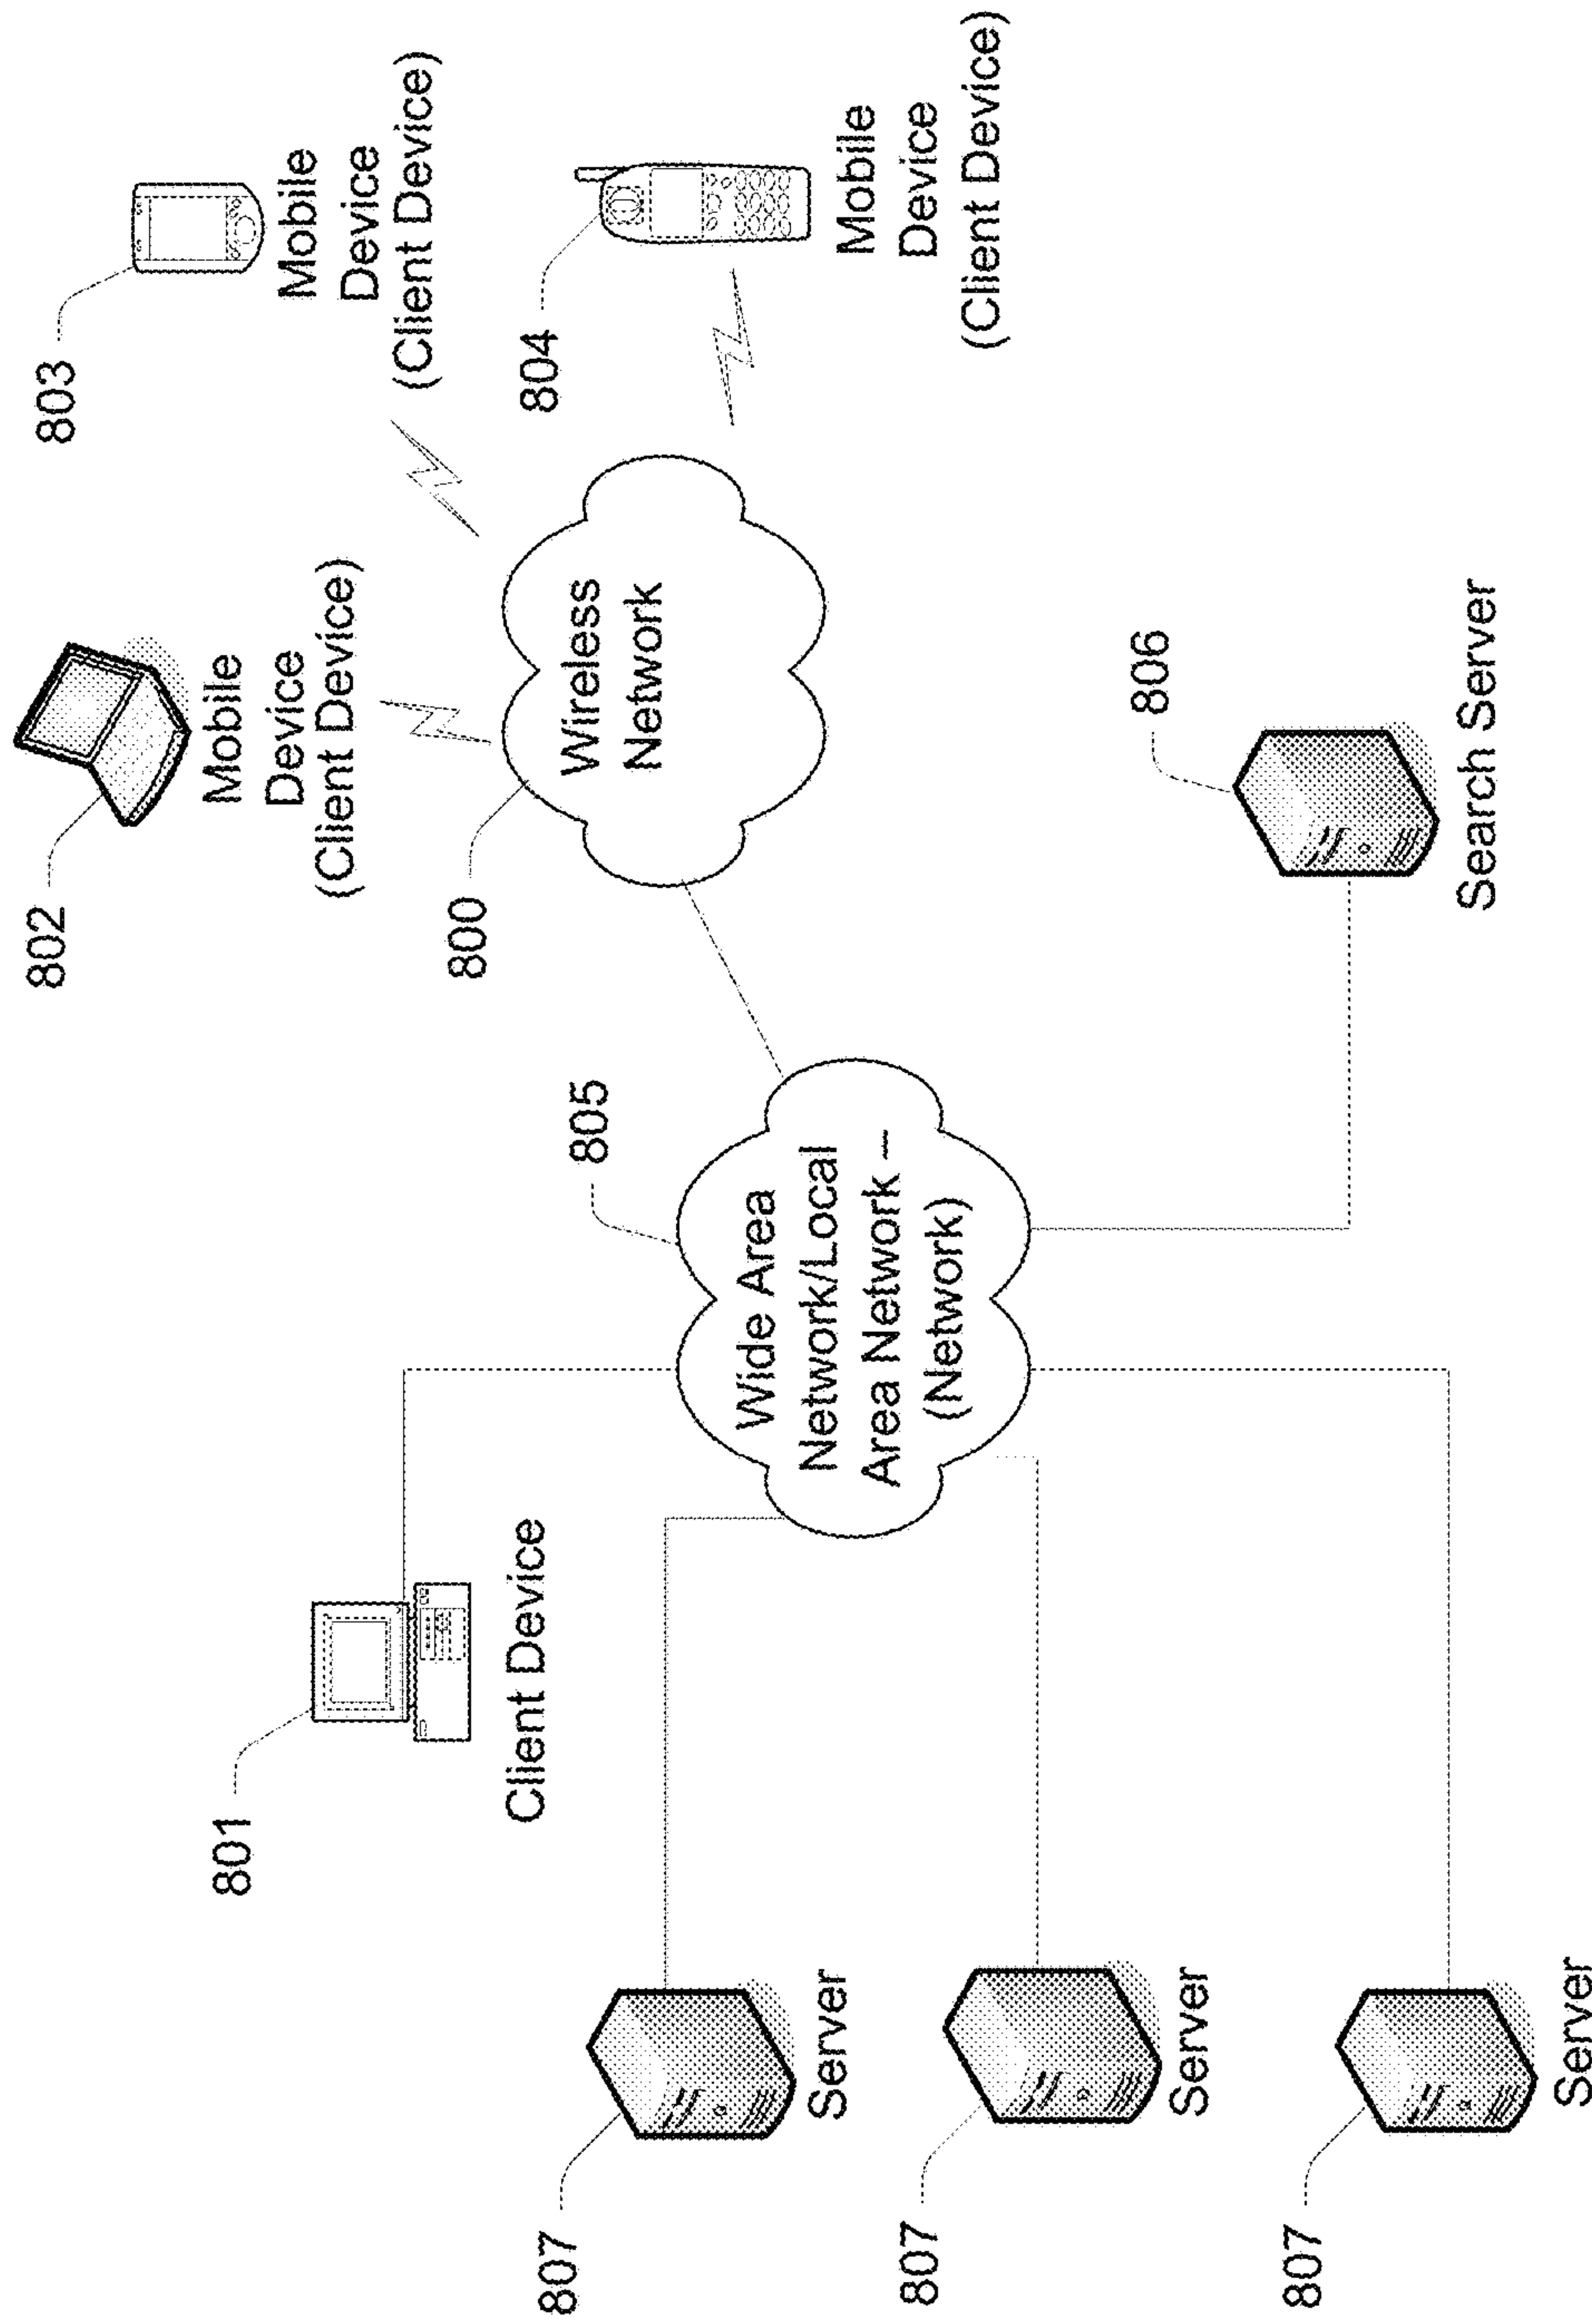 802
Mobile
Device
(Client Device)
803
Mobile
Device
(Client Device)
801
Client Device
800
Wireless
Network
804
Mobile
Device
(Client Device)
805
Wide Area
Network/Local
Area Network –
(Network)
807
Server
807
Server
806
Search Server
807
Server